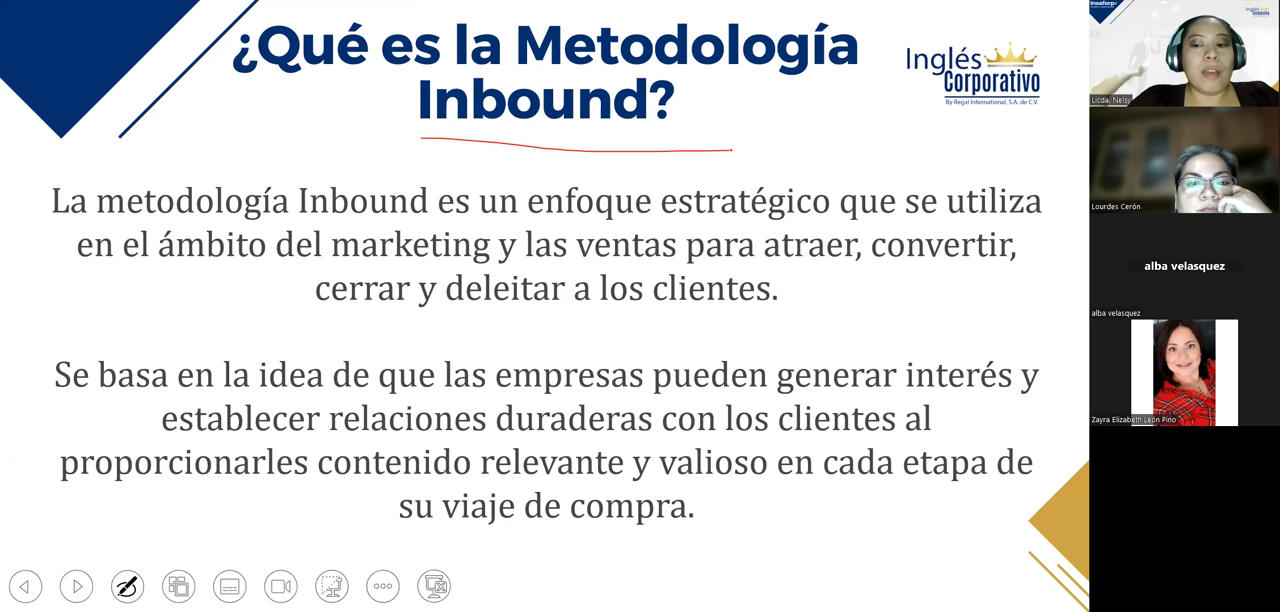 ¿Qué es la Metodología
Inbound?
Inglés
Corporativo
By Regal International, S.A. de C.V.
La metodología Inbound es un enfoque estratégico que se utiliza
en el ámbito del marketing y las ventas para atraer, convertir,
cerrar y deleitar a los clientes.
Se basa en la idea de que las empresas pueden generar interés y
establecer relaciones duraderas con los clientes al
proporcionarles contenido relevante y valioso en cada etapa de
su viaje de compra.
Insaforp
Licda. Nelsy
Lourdes Cerón
alba velasquez
alba velasquez
Zayra Elizabeth León Pino